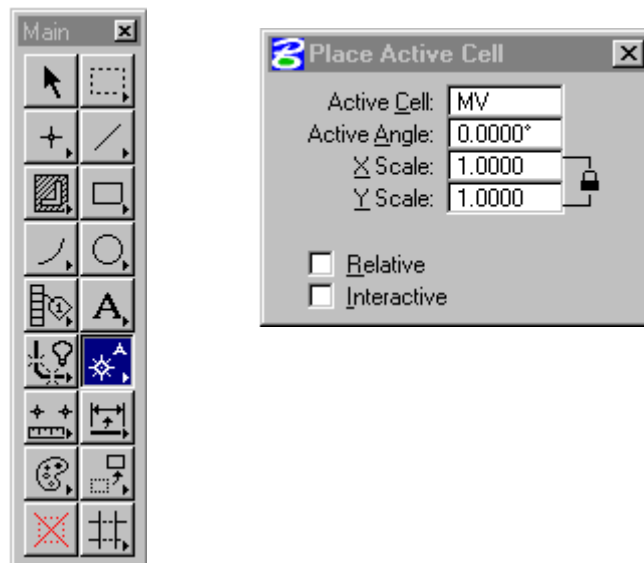 Main
Place Active Cell
Active Cell: MV
Active Angle: 0.0000°
X Scale: 1.0000
Y Scale: 1.0000
Relative
Interactive
1
A
A